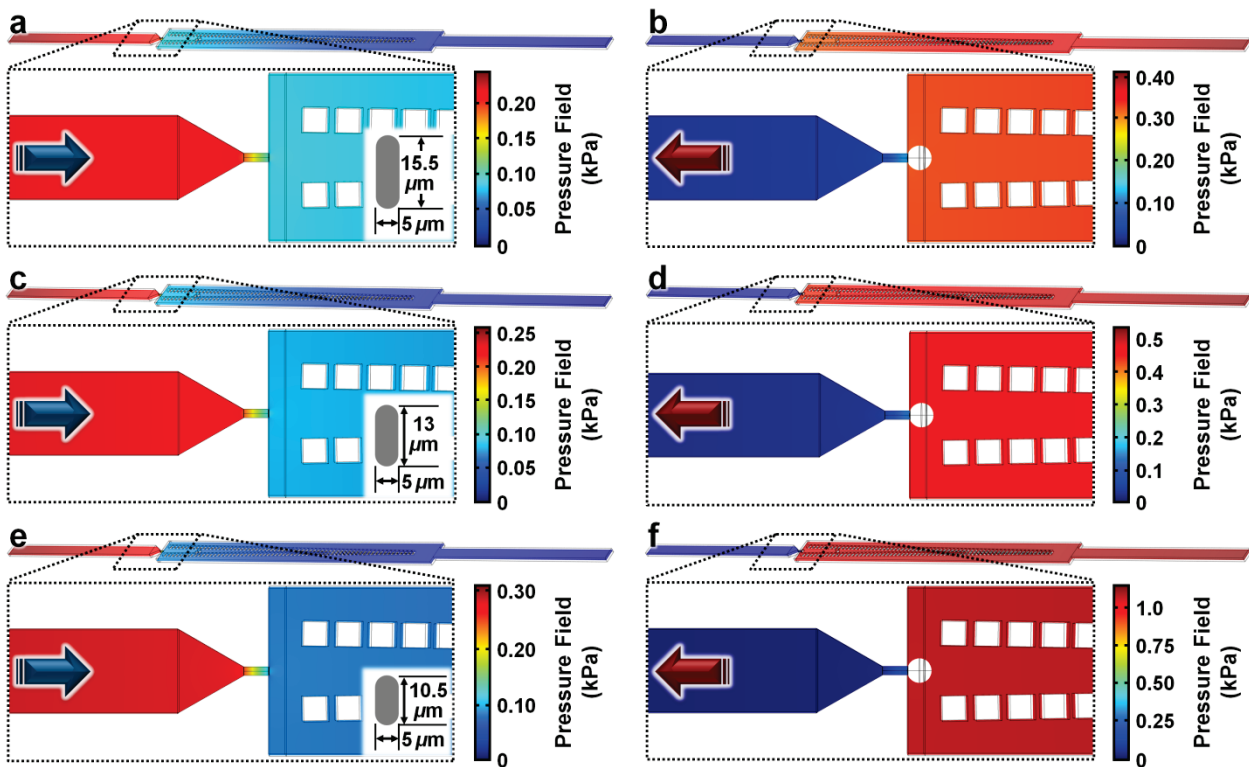 a
0.20
0.15
0.10
0.05
0
Pressure Field
(kPa)
15.5
µm
5 µm
b
0.40
0.30
0.20
0.10
0
Pressure Field
(kPa)
c
0.25
0.20
0.15
0.10
0.05
0
Pressure Field
(kPa)
13
µm
5 µm
d
0.5
0.4
0.3
0.2
0.1
0
Pressure Field
(kPa)
e
0.30
0.20
0.10
0
Pressure Field
(kPa)
10.5
µm
5 µm
f
1.0
0.75
0.50
0.25
0
Pressure Field
(kPa)